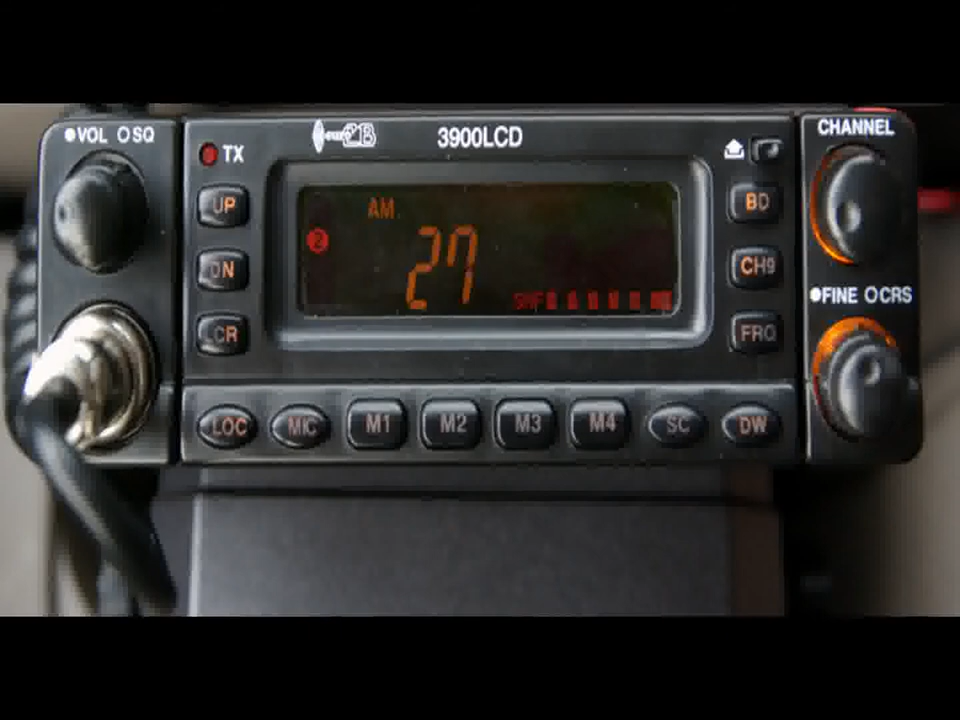 VOL SQ
3900LCD
CHANNEL
TX
UP
AM
BD
2
27
DN
CH9
SRF
FINE CRS
LCR
FRQ
LOC MIC M1 M2 M3 M4 SC DW